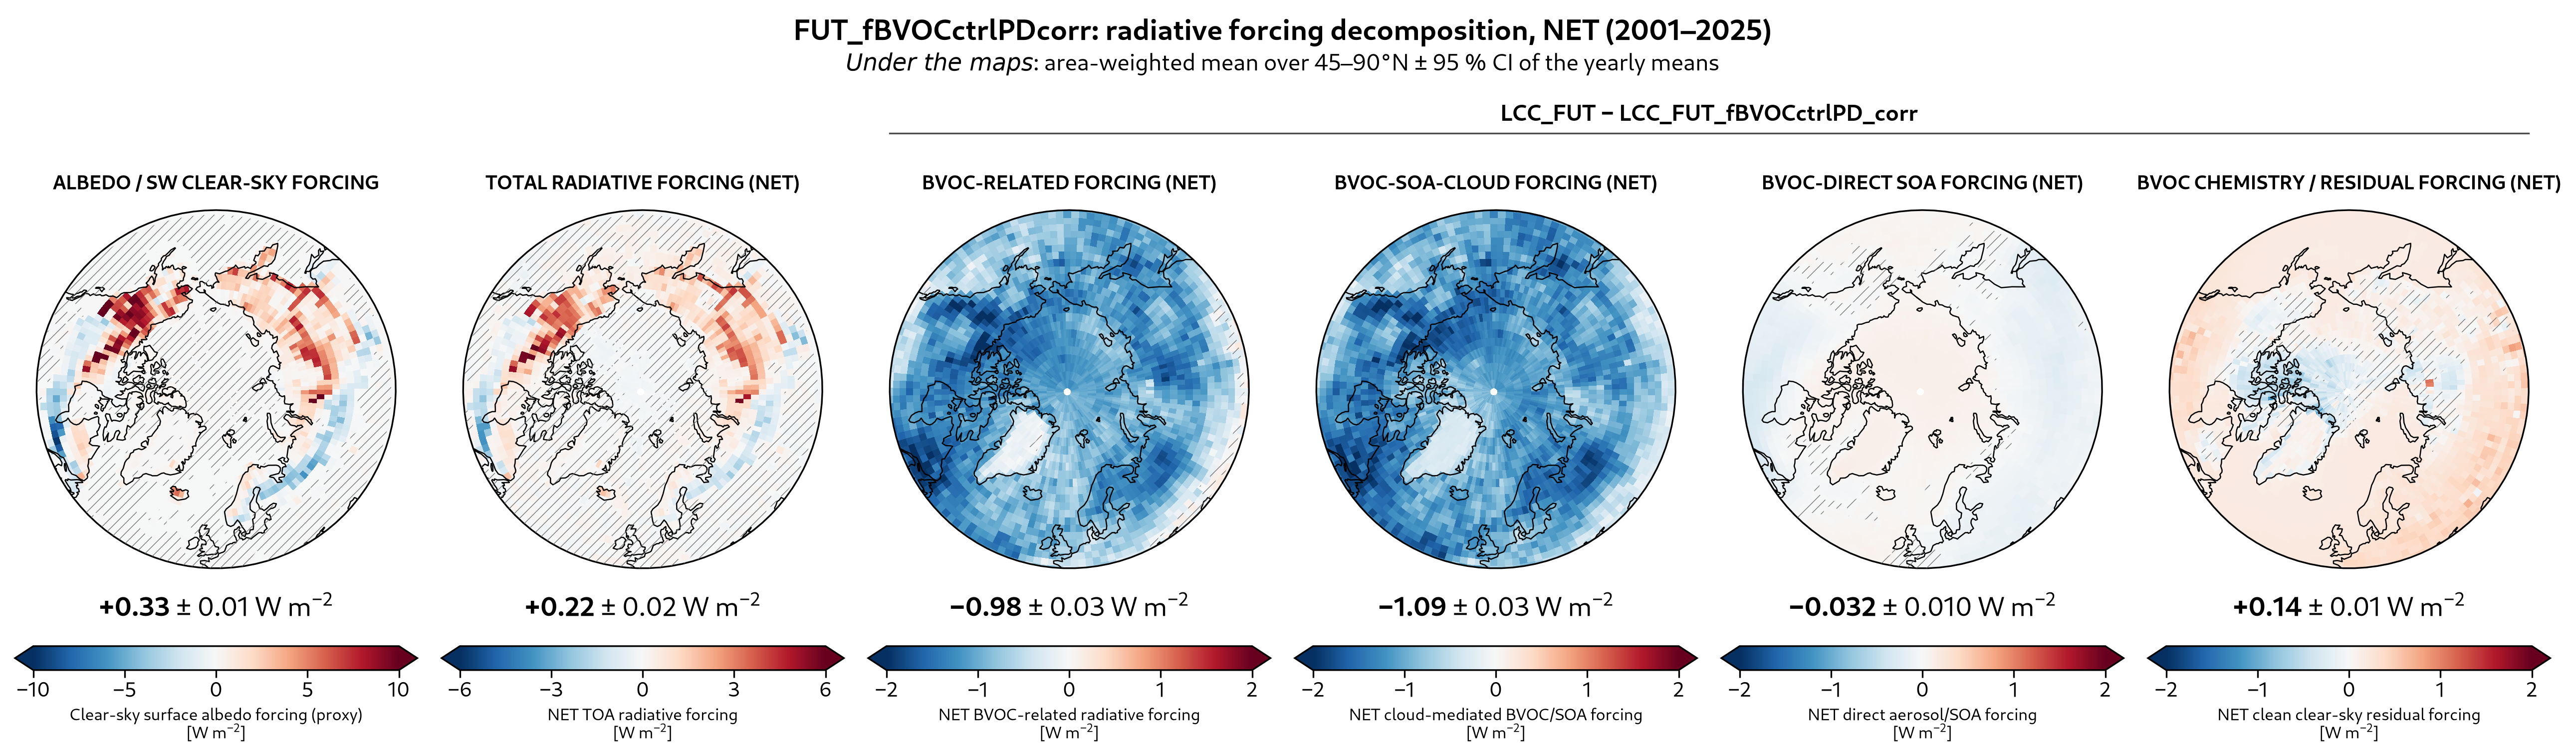 FUT_fBVOCctrlPDcorr: radiative forcing decomposition, NET (2001–2025)
Under the maps: area-weighted mean over 45–90°N ± 95 % CI of the yearly means
LCC_FUT − LCC_FUT_fBVOCctrlPD_corr
ALBEDO / SW CLEAR-SKY FORCING
TOTAL RADIATIVE FORCING (NET)
BVOC-RELATED FORCING (NET)
BVOC-SOA-CLOUD FORCING (NET)
BVOC-DIRECT SOA FORCING (NET)
BVOC CHEMISTRY / RESIDUAL FORCING (NET)
+0.33 ± 0.01 W m⁻²
+0.22 ± 0.02 W m⁻²
−0.98 ± 0.03 W m⁻²
−1.09 ± 0.03 W m⁻²
−0.032 ± 0.010 W m⁻²
+0.14 ± 0.01 W m⁻²
−10 −5 0 5 10
−6 −3 0 3 6
−2 −1 0 1 2
−2 −1 0 1 2
−2 −1 0 1 2
−2 −1 0 1 2
Clear-sky surface albedo forcing (proxy)
[W m⁻²]
NET TOA radiative forcing
[W m⁻²]
NET BVOC-related radiative forcing
[W m⁻²]
NET cloud-mediated BVOC/SOA forcing
[W m⁻²]
NET direct aerosol/SOA forcing
[W m⁻²]
NET clean clear-sky residual forcing
[W m⁻²]